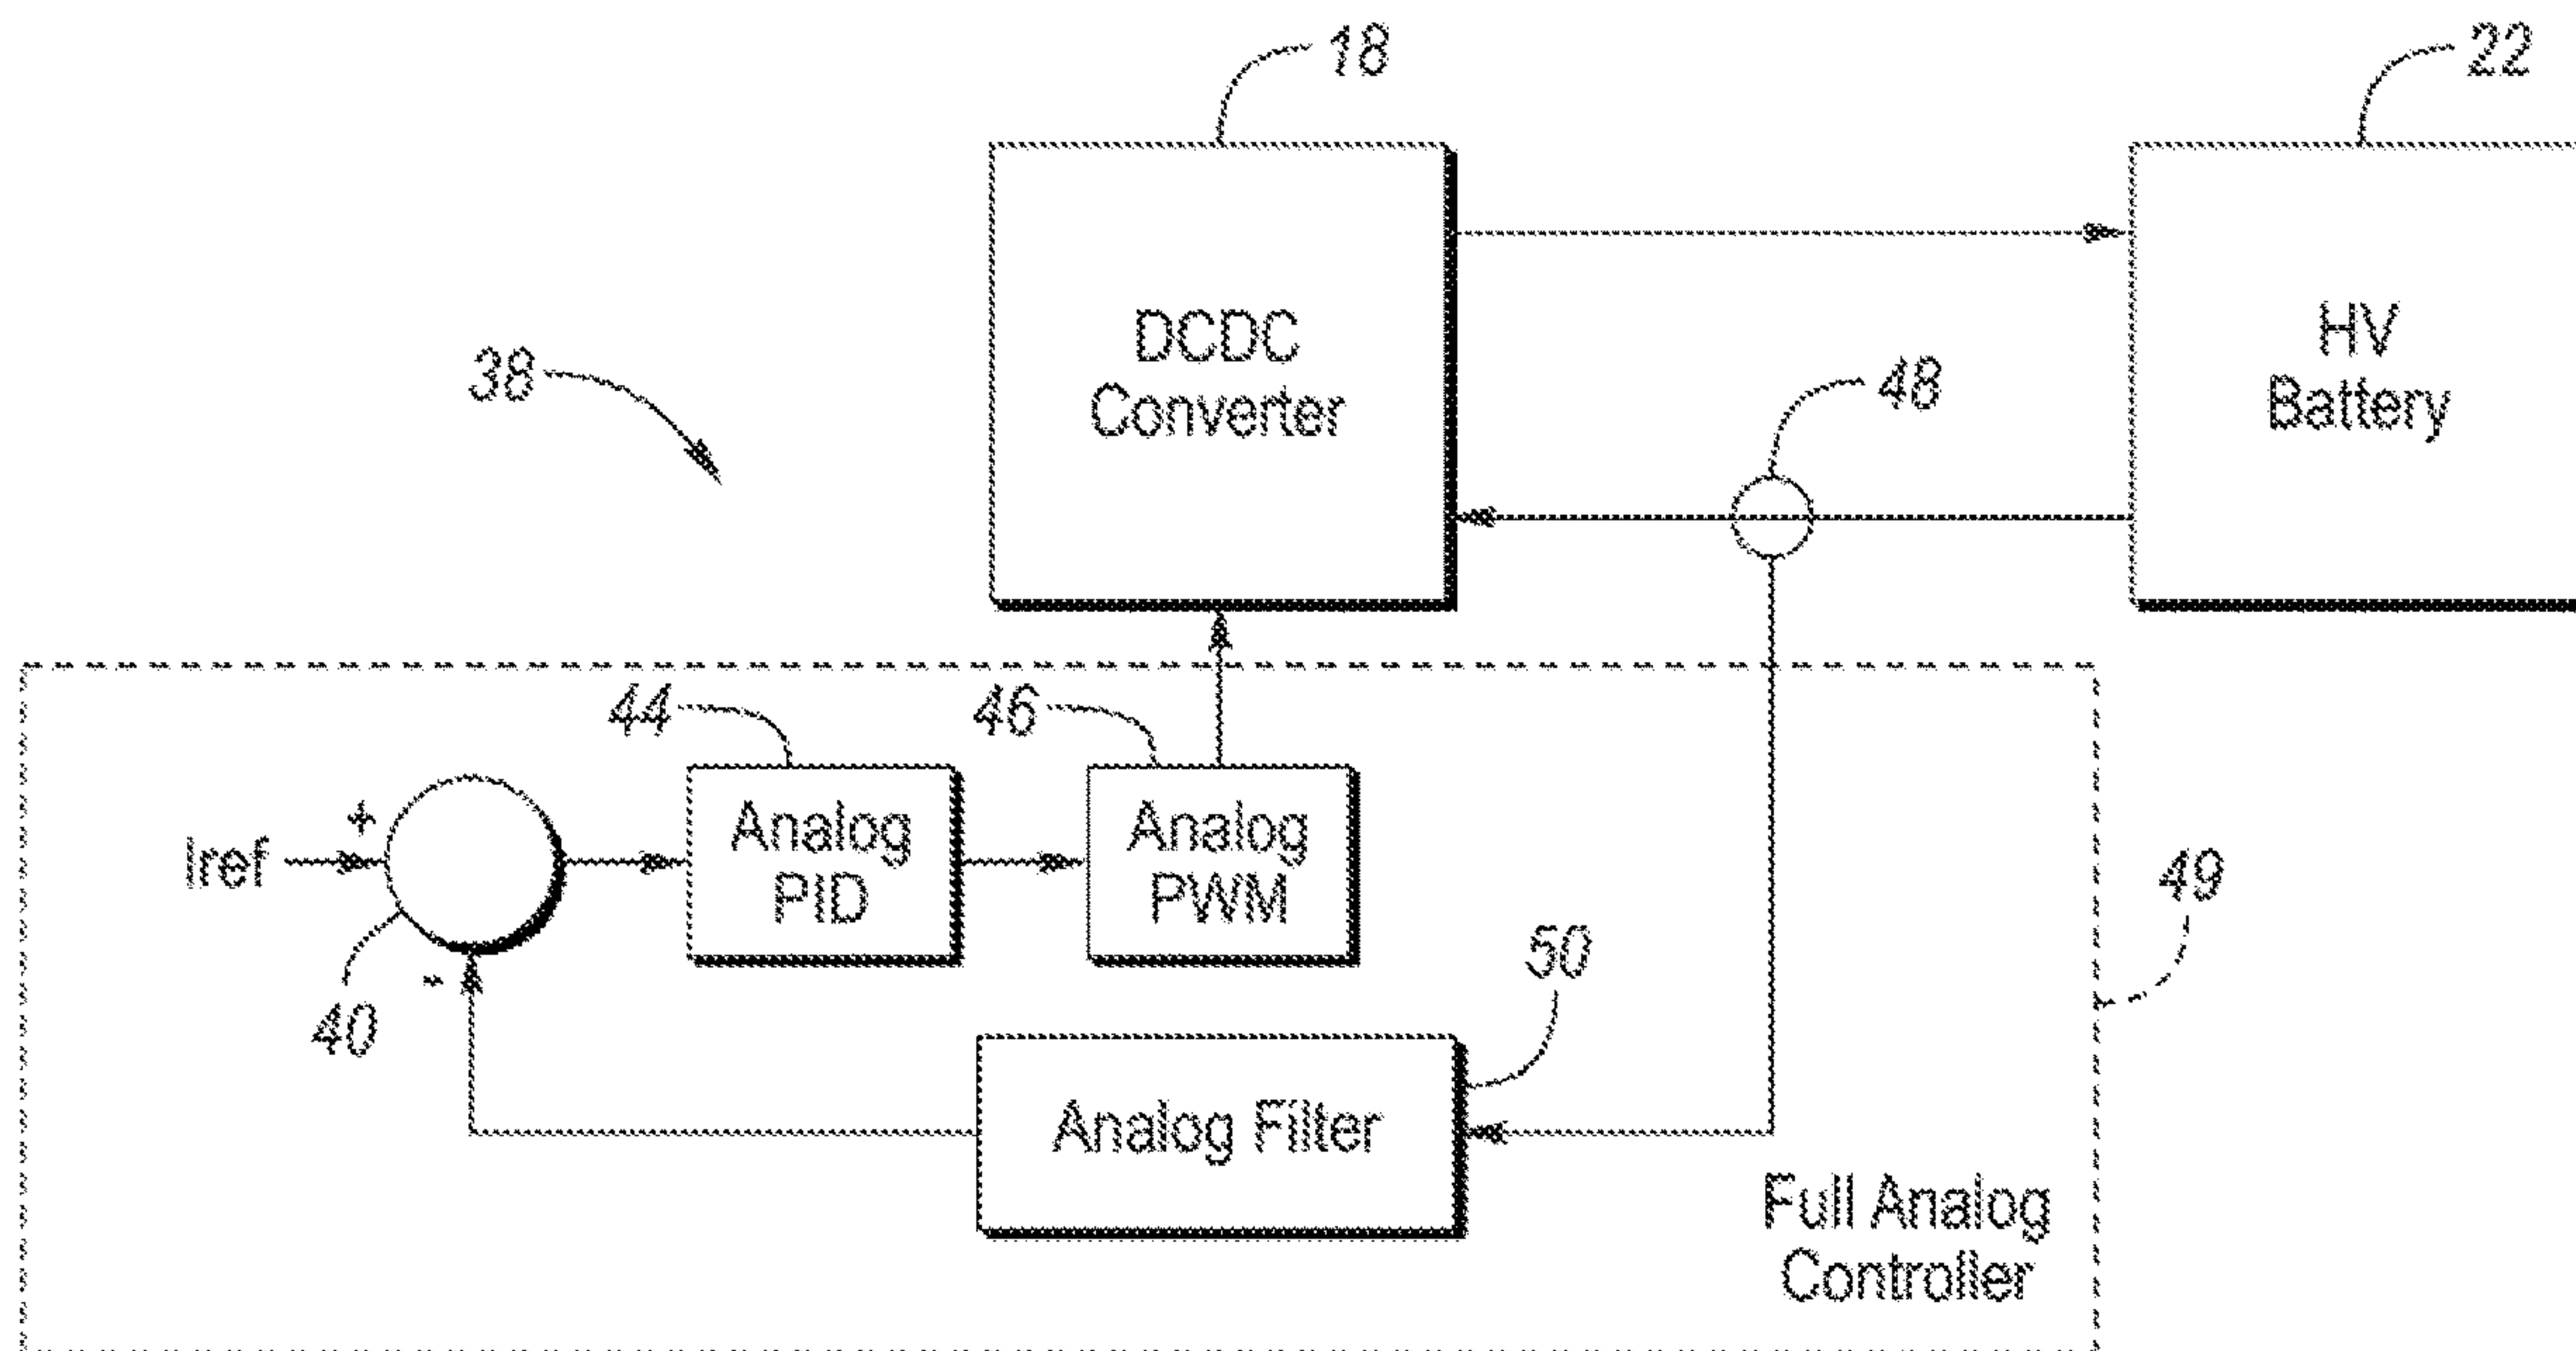 18
22
DCDC
Converter
HV
Battery
38
48
44
46
+
Iref
Analog
PID
Analog
PWM
49
-
40
50
Analog Filter
Full Analog
Controller